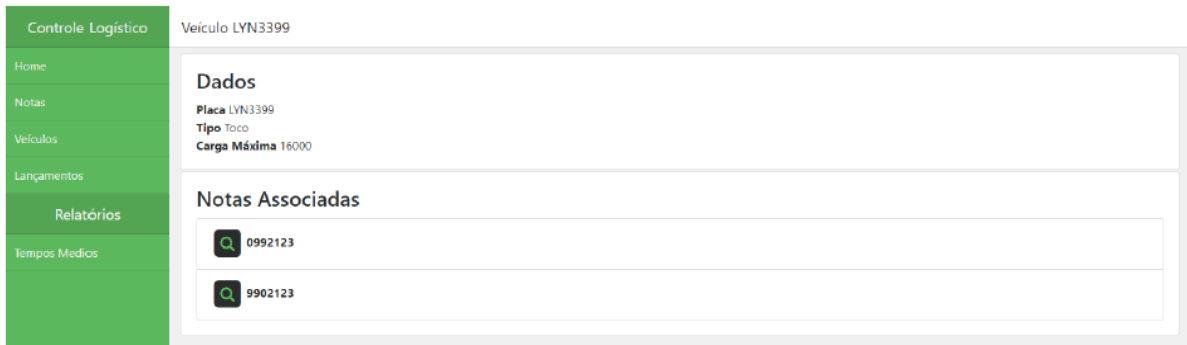 Controle Logístico
Home
Notas
Veículos
Lançamentos
Relatórios
Tempos Medios
Veículo LYN3399
Dados
Placa LYN3399
Tipo Toco
Carga Máxima 16000
Notas Associadas
0992123
9902123